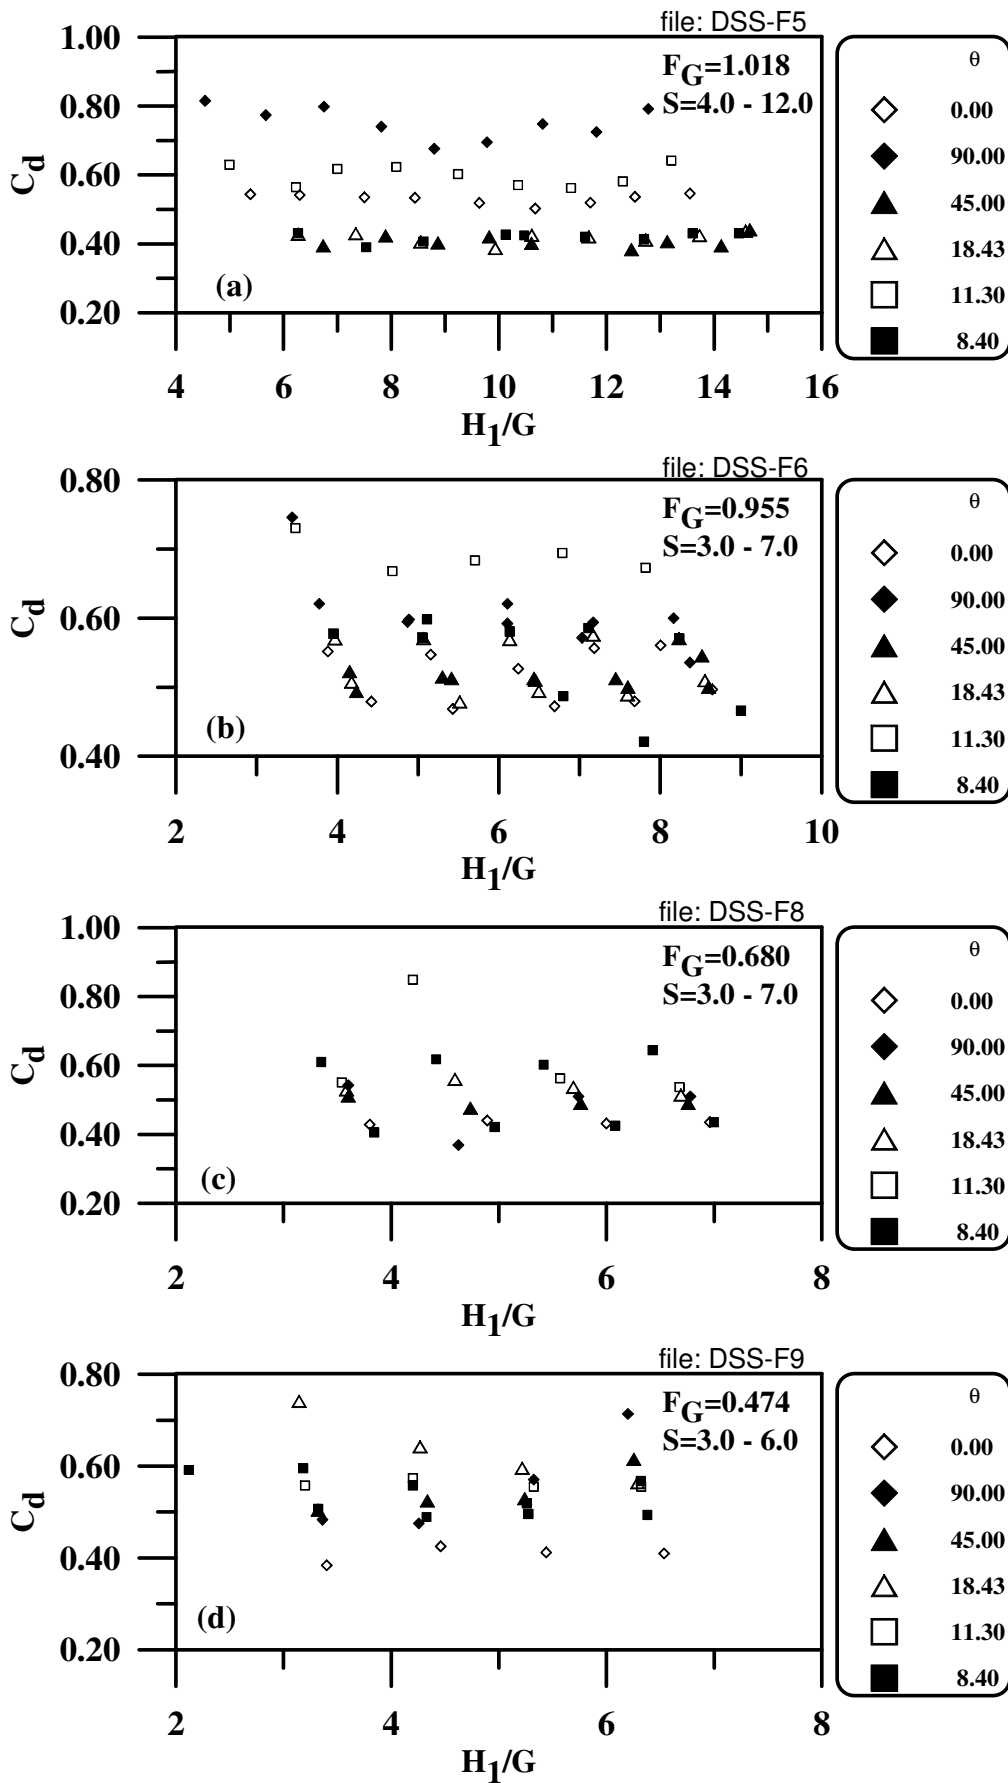 file: DSS-F5
1.00
F_G=1.018
S=4.0 - 12.0
0.80
C_d
0.60
0.40
(a)
0.20
4 6 8 10 12 14 16
H_1/G
θ
0.00
90.00
45.00
18.43
11.30
8.40
file: DSS-F6
0.80
F_G=0.955
S=3.0 - 7.0
C_d
0.60
(b)
0.40
2 4 6 8 10
H_1/G
θ
0.00
90.00
45.00
18.43
11.30
8.40
file: DSS-F8
1.00
F_G=0.680
S=3.0 - 7.0
0.80
C_d
0.60
0.40
(c)
0.20
2 4 6 8
H_1/G
θ
0.00
90.00
45.00
18.43
11.30
8.40
file: DSS-F9
0.80
F_G=0.474
S=3.0 - 6.0
0.60
C_d
0.40
(d)
0.20
2 4 6 8
H_1/G
θ
0.00
90.00
45.00
18.43
11.30
8.40